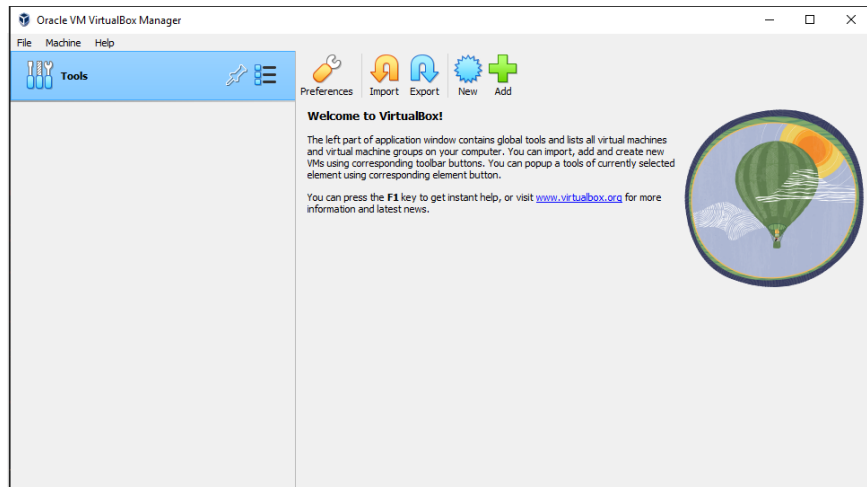 Oracle VM VirtualBox Manager
File Machine Help
Tools
Preferences Import Export New Add
Welcome to VirtualBox!
The left part of application window contains global tools and lists all virtual machines
and virtual machine groups on your computer. You can import, add and create new
VMs using corresponding toolbar buttons. You can popup a tools of currently selected
element using corresponding element button.
You can press the F1 key to get instant help, or visit www.virtualbox.org for more
information and latest news.